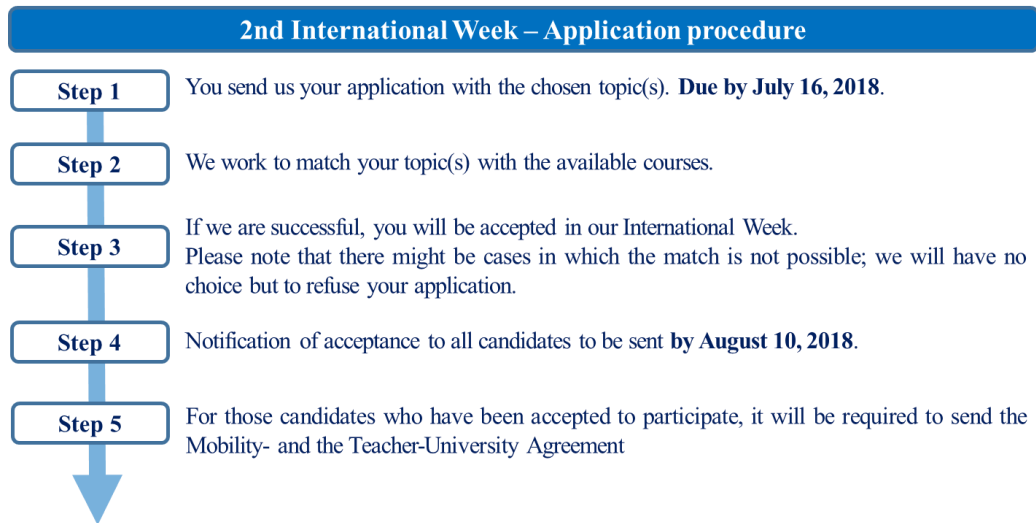 2nd International Week – Application procedure
Step 1
You send us your application with the chosen topic(s). Due by July 16, 2018.
Step 2
We work to match your topic(s) with the available courses.
Step 3
If we are successful, you will be accepted in our International Week.
Please note that there might be cases in which the match is not possible; we will have no
choice but to refuse your application.
Step 4
Notification of acceptance to all candidates to be sent by August 10, 2018.
Step 5
For those candidates who have been accepted to participate, it will be required to send the
Mobility- and the Teacher-University Agreement